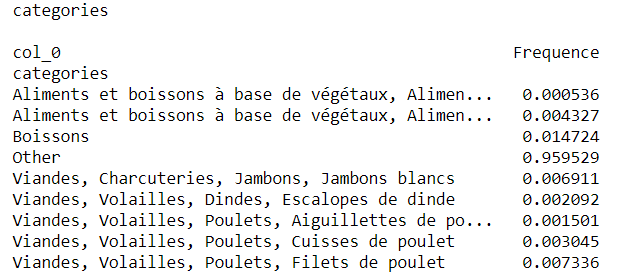 categories
col_0 Frequence
categories
Aliments et boissons à base de végétaux, Alimen... 0.000536
Aliments et boissons à base de végétaux, Alimen... 0.004327
Boissons 0.014724
Other 0.959529
Viandes, Charcuteries, Jambons, Jambons blancs 0.006911
Viandes, Volailles, Dindes, Escalopes de dinde 0.002092
Viandes, Volailles, Poulets, Aiguillettes de po... 0.001501
Viandes, Volailles, Poulets, Cuisses de poulet 0.003045
Viandes, Volailles, Poulets, Filets de poulet 0.007336